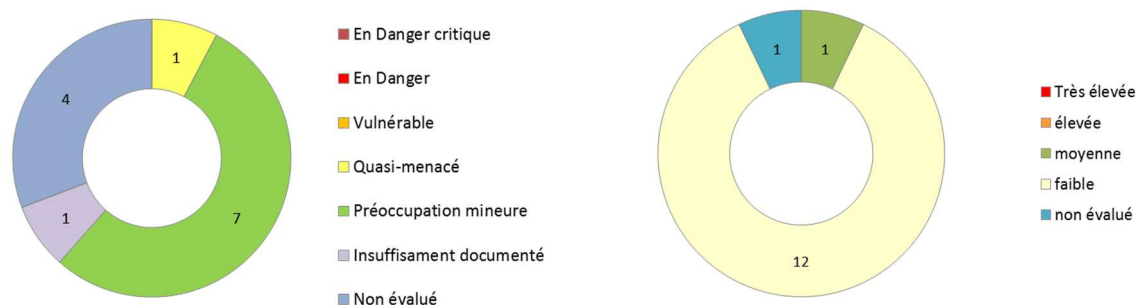 1
4
1
7
En Danger critique
En Danger
Vulnérable
Quasi-menacé
Préoccupation mineure
Insuffisament documenté
Non évalué
1
1
12
Très élevée
élevée
moyenne
faible
non évalué